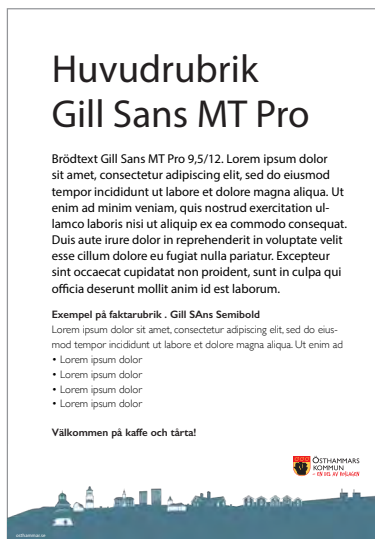 Huvudrubrik
Gill Sans MT Pro
Brödtext Gill Sans MT Pro 9,5/12. Lorem ipsum dolor
sit amet, consectetur adipiscing elit, sed do eiusmod
tempor incididunt ut labore et dolore magna aliqua. Ut
enim ad minim veniam, quis nostrud exercitation ul-
lamco laboris nisi ut aliquip ex ea commodo consequat.
Duis aute irure dolor in reprehenderit in voluptate velit
esse cillum dolore eu fugiat nulla pariatur. Excepteur
sint occaecat cupidatat non proident, sunt in culpa qui
officia deserunt mollit anim id est laborum.
Exempel på faktarubrik . Gill SAns Semibold
Lorem ipsum dolor sit amet, consectetur adipiscing elit, sed do eius-
mod tempor incididunt ut labore et dolore magna aliqua. Ut enim ad
• Lorem ipsum dolor
• Lorem ipsum dolor
• Lorem ipsum dolor
• Lorem ipsum dolor
Välkommen på kaffe och tårta!
ÖSTHAMMARS
KOMMUN
– EN DEL AV ROSLAGEN
osthammar.se